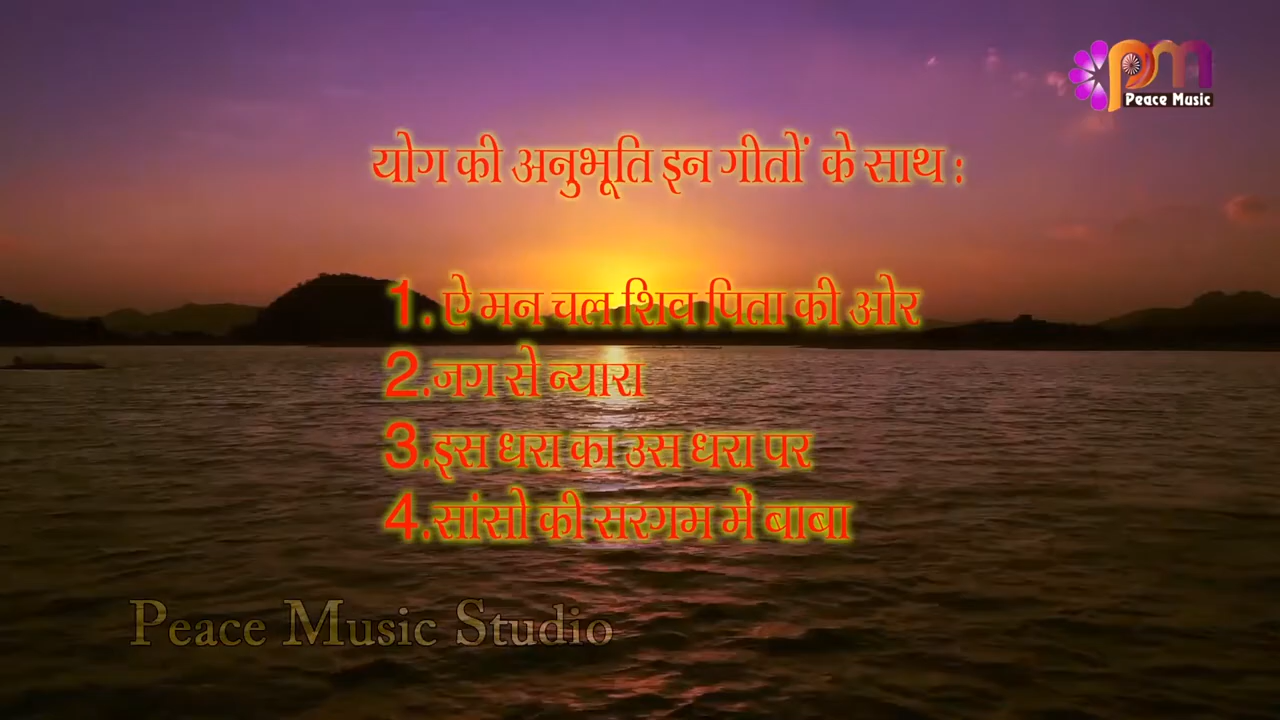 pm
Peace Music
योग की अनुभूति इन गीतों के साथ :
1. ऐ मन चल शिव पिता की ओर
2.जग से न्यारा
3.इस धरा का उस धरा पर
4.सांसो की सरगम में बाबा
Peace Music Studio